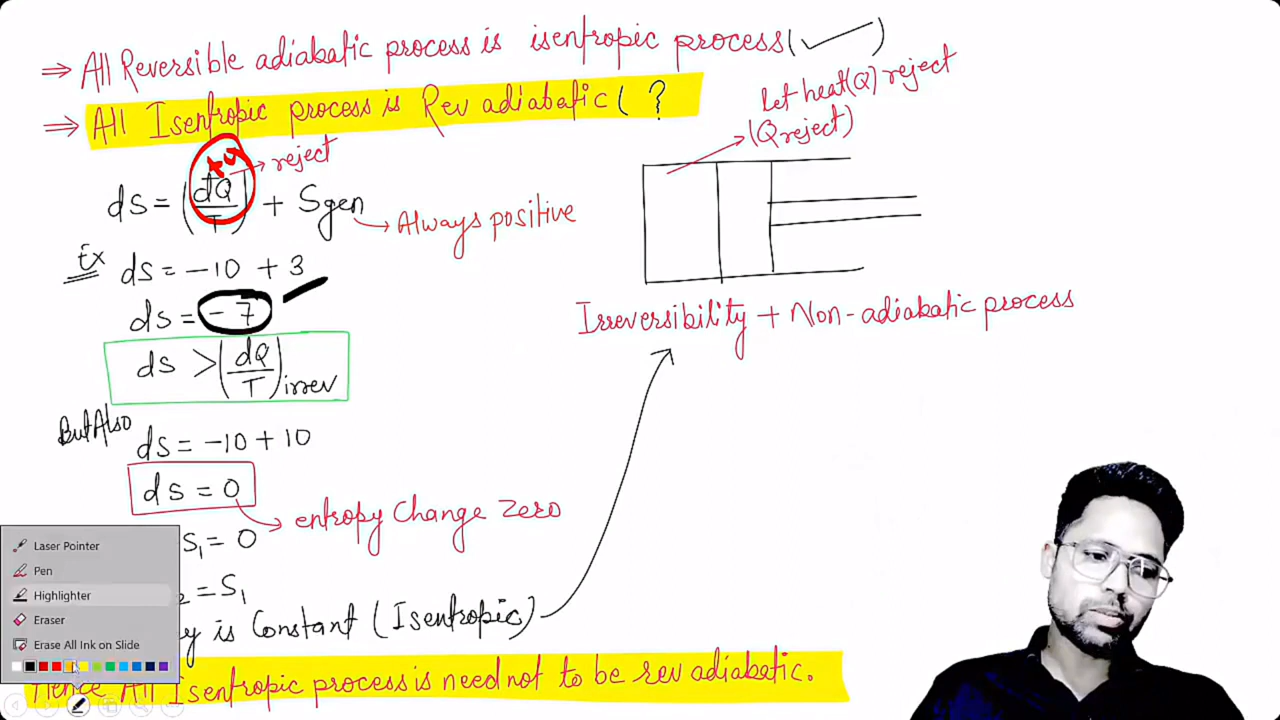 ⇒ All Reversible adiabatic process is isentropic process(✓)
⇒ All Isentropic process is Rev adiabatic ( ?
let heat(Q) reject
(Q reject)
→ reject
ds = (dQ/T) + Sgen
→ Always positive
Ex ds = -10 + 3
ds = -7
ds > (dQ/T)irrev
Irreversibility + Non-adiabatic process
But Also ds = -10 + 10
ds = 0
→ entropy Change Zero
S₁ = 0
= S₁
is Constant (Isentropic)
Hence All Isentropic process is need not to be rev adiabatic.
Laser Pointer
Pen
Highlighter
Eraser
Erase All Ink on Slide